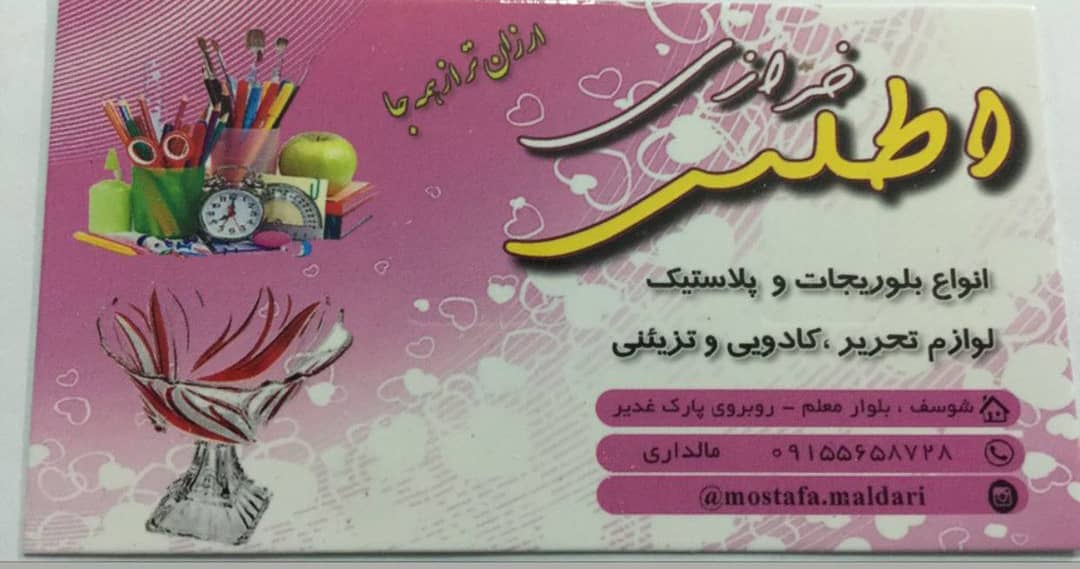 ارزان تر از همه جا
خرازی
اطلس
انواع بلوریجات و پلاستیک
لوازم تحریر ،کادویی و تزیئنی
شوسف ، بلوار معلم - روبروی پارک غدیر
۰۹۱۵۵۶۵۸۷۲۸ مالداری
@mostafa.maldari